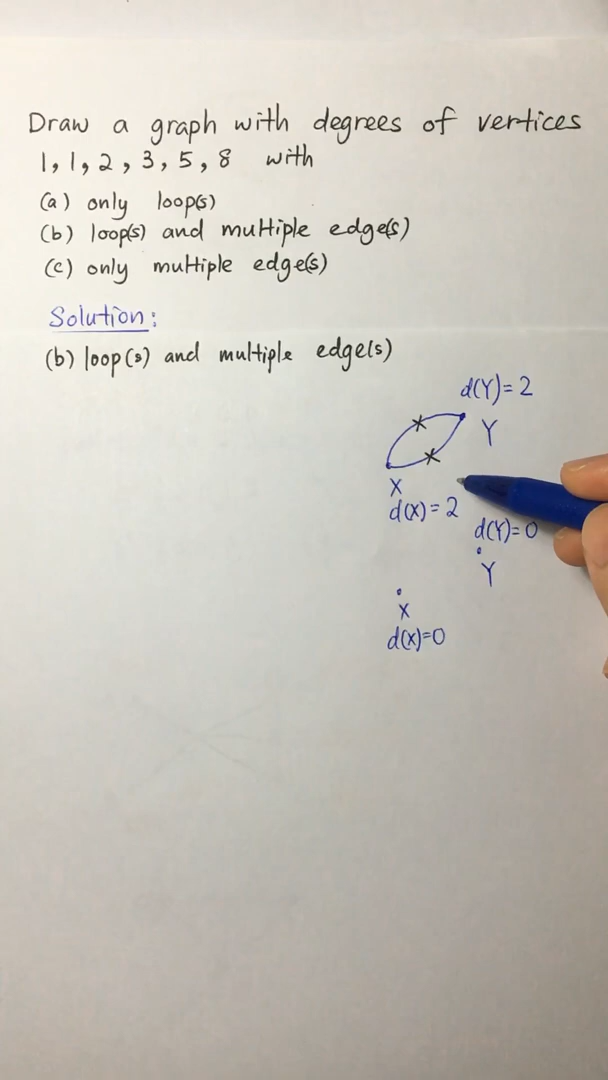 Draw a graph with degrees of vertices
1, 1, 2, 3, 5, 8 with
(a) only loop(s)
(b) loop(s) and multiple edge(s)
(c) only multiple edge(s)
Solution:
(b) loop(s) and multiple edge(s)
d(Y)=2
Y
X
d(X)=2
d(Y)=0
Y
X
d(X)=0